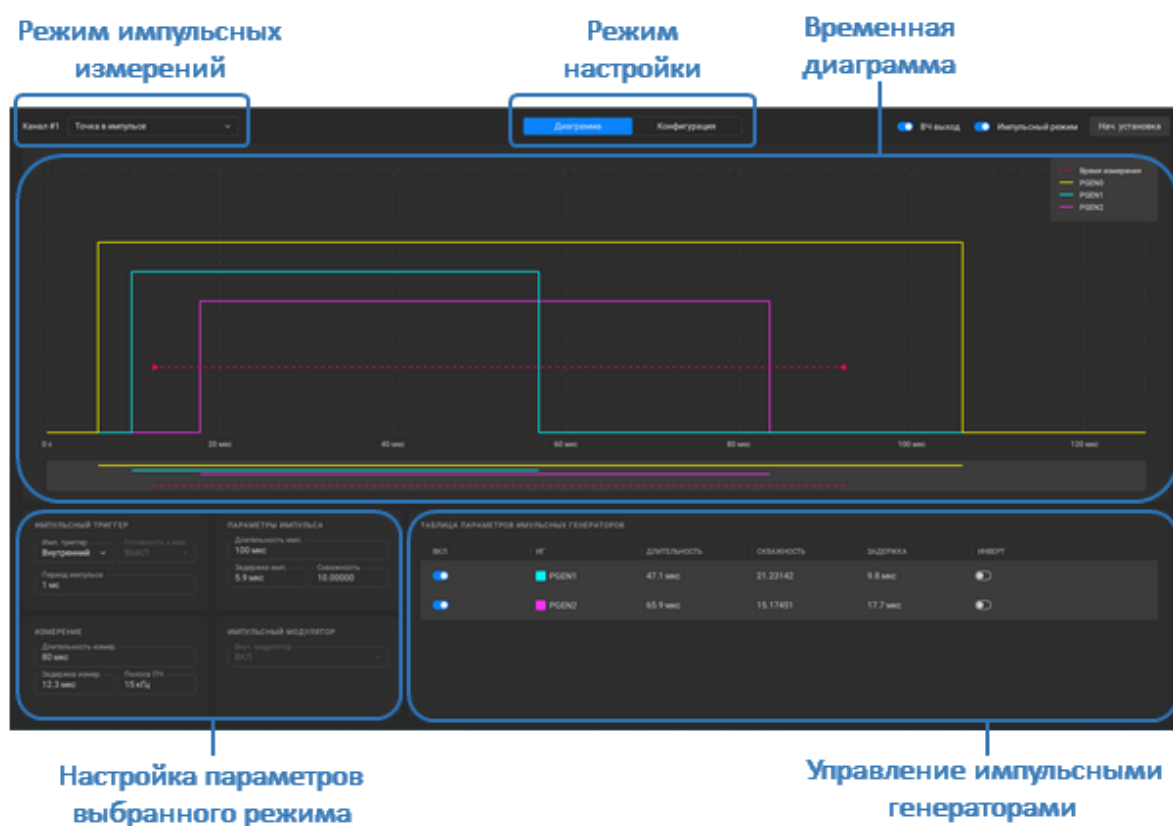 Режим импульсных
измерений
Режим
настройки
Временная
диаграмма
Канал #1 Точка в импульсе
Диаграмма Конфигурация
ВЧ выход Импульсный режим Нач. установка
Время измерения
PGEN0
PGEN1
PGEN2
0 с 20 мкс 40 мкс 60 мкс 80 мкс 100 мкс 120 мкс
ИМПУЛЬСНЫЙ ТРИГГЕР
Имп. триггер Готовность к имп.
Внутренний ВЫКЛ
Период импульса
1 мс
ПАРАМЕТРЫ ИМПУЛЬСА
Длительность имп.
100 мкс
Задержка имп. Скважность
5.9 мкс 10.00000
ИЗМЕРЕНИЕ
Длительность измер.
80 мкс
Задержка измер. Полоса ПЧ
12.3 мкс 15 кГц
ИМПУЛЬСНЫЙ МОДУЛЯТОР
Внут. модулятор
ВКЛ
ТАБЛИЦА ПАРАМЕТРОВ ИМУЛЬСНЫХ ГЕНЕРАТОРОВ
ВКЛ ИГ ДЛИТЕЛЬНОСТЬ СКВАЖНОСТЬ ЗАДЕРЖКА ИНВЕРТ
PGEN1 47.1 мкс 21.23142 9.8 мкс
PGEN2 65.9 мкс 15.17451 17.7 мкс
Настройка параметров
выбранного режима
Управление импульсными
генераторами